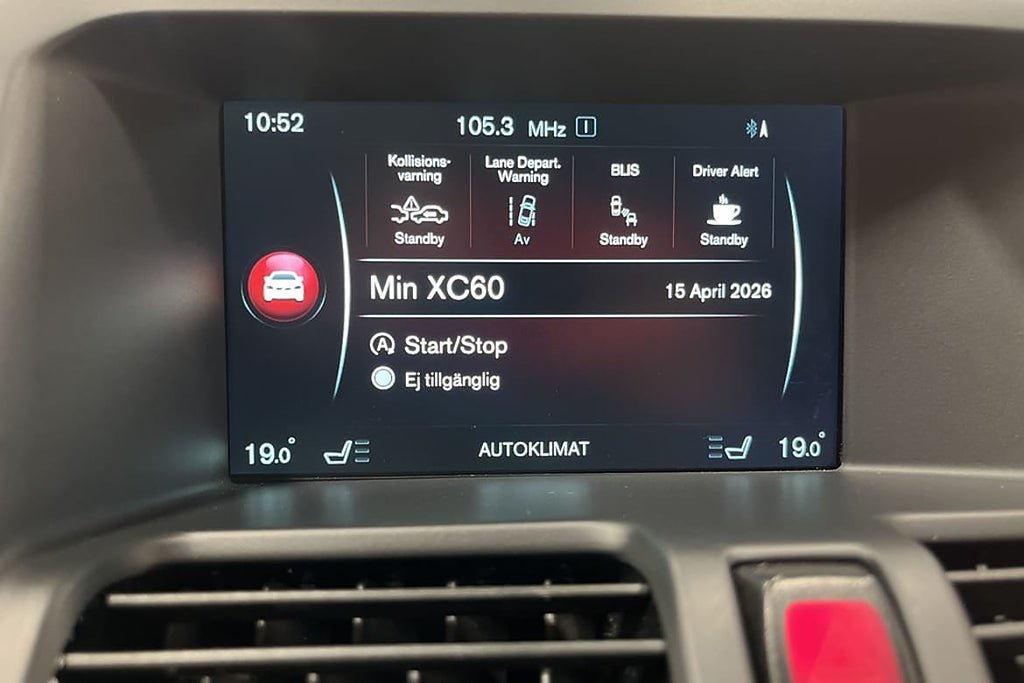 10:52
105.3 MHz
Kollisions-
varning
Standby
Lane Depart.
Warning
Av
BLIS
Standby
Driver Alert
Standby
Min XC60
15 April 2026
Start/Stop
Ej tillgänglig
19.0°
AUTOKLIMAT
19.0°